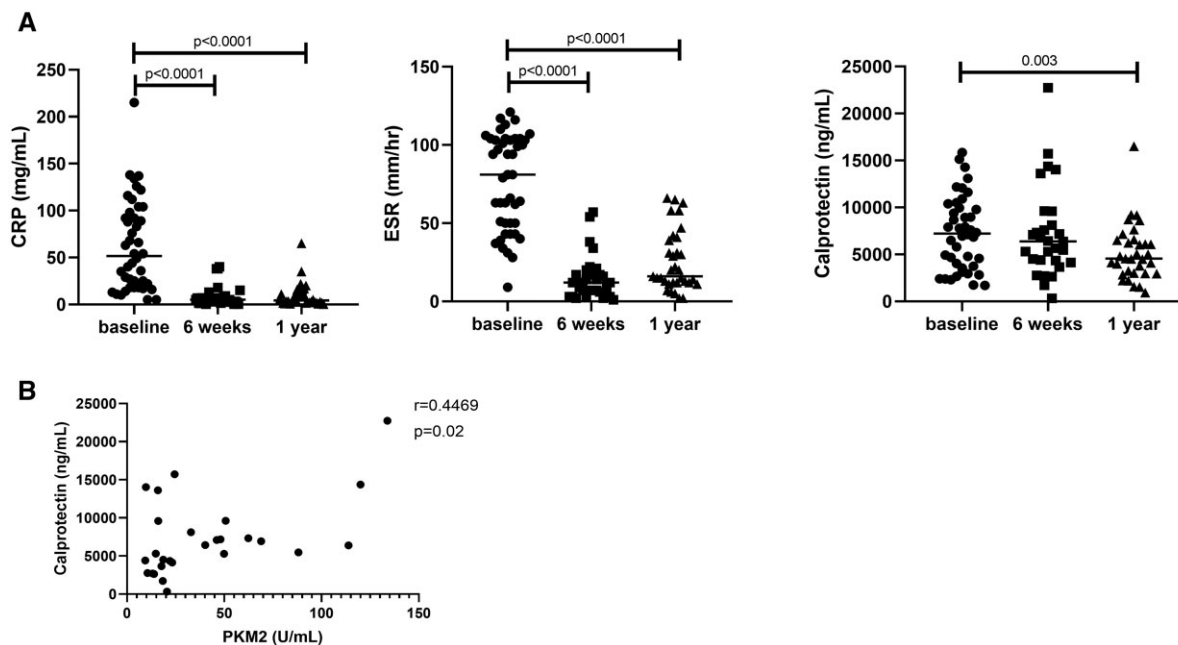 A
p<0.0001
p<0.0001
250
200
150
100
50
0
CRP (mg/mL)
baseline 6 weeks 1 year
p<0.0001
p<0.0001
150
100
50
0
ESR (mm/hr)
baseline 6 weeks 1 year
0.003
25000
20000
15000
10000
5000
0
Calprotectin (ng/mL)
baseline 6 weeks 1 year
B
25000
20000
15000
10000
5000
0
Calprotectin (ng/mL)
r=0.4469
p=0.02
0 50 100 150
PKM2 (U/mL)